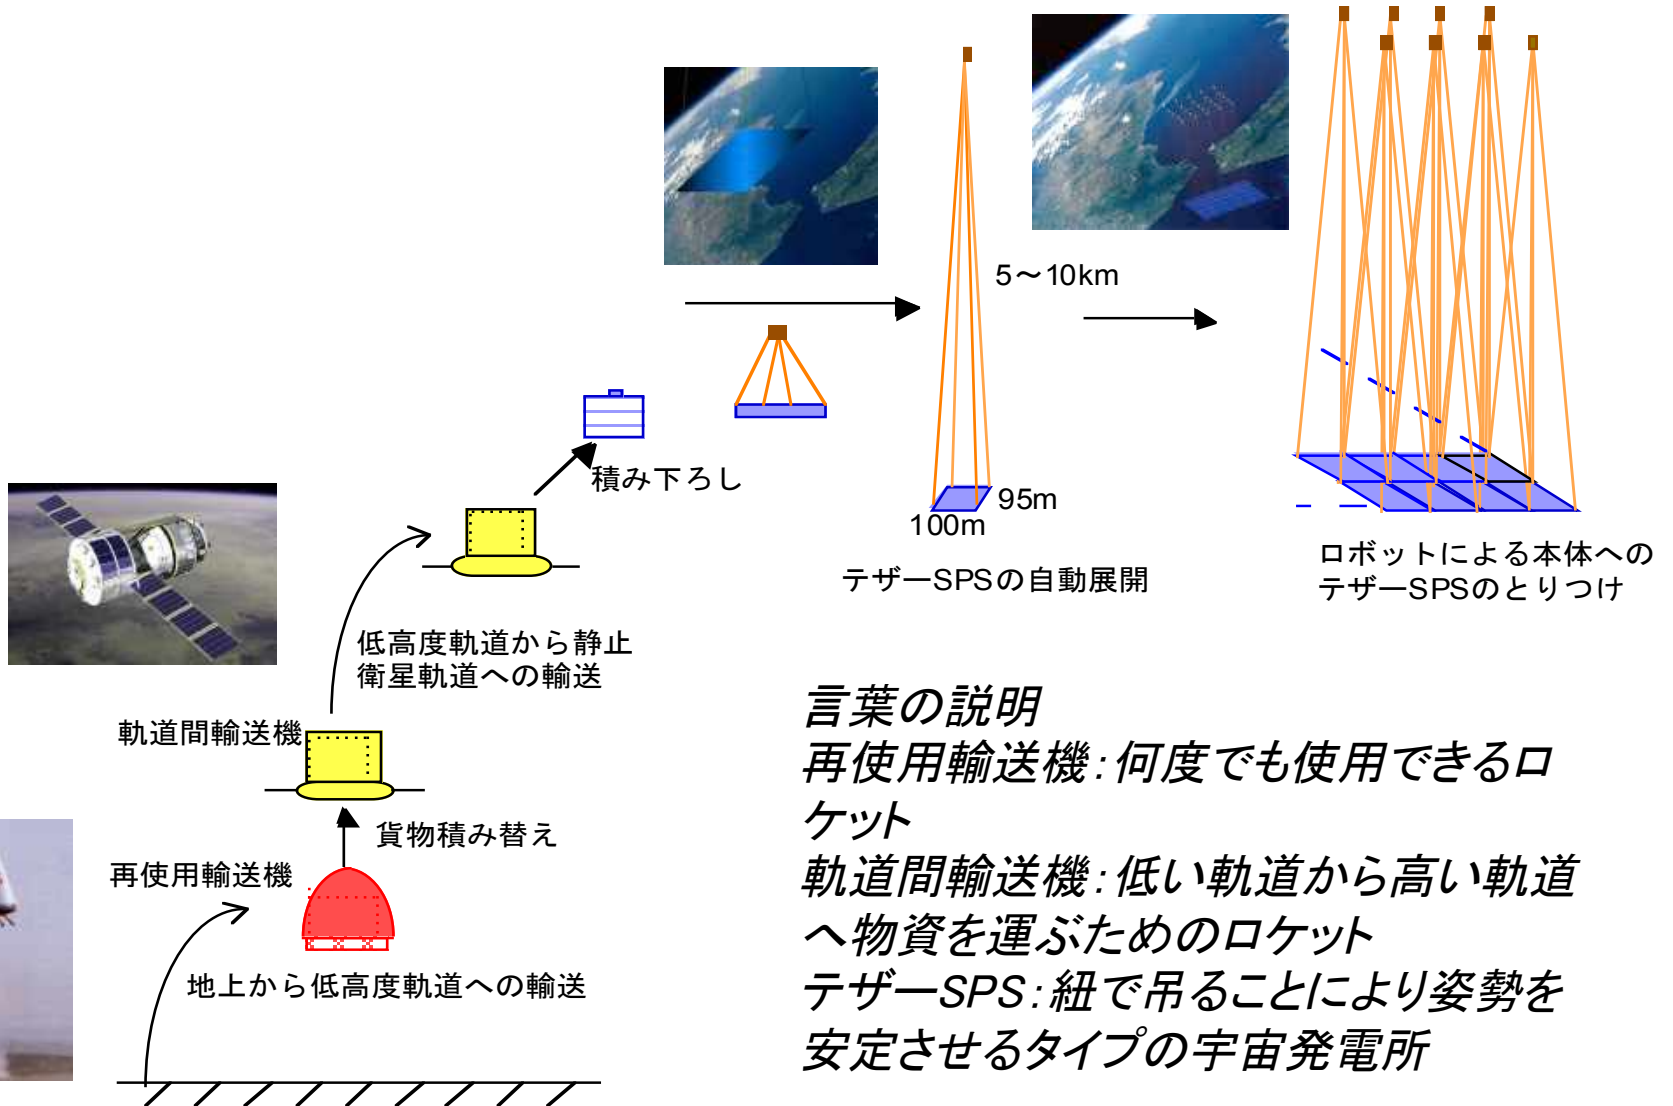 5～10km
積み下ろし
95m
100m
テザーSPSの自動展開
ロボットによる本体への
テザーSPSのとりつけ
低高度軌道から静止
衛星軌道への輸送
軌道間輸送機
貨物積み替え
再使用輸送機
地上から低高度軌道への輸送
言葉の説明
再使用輸送機：何度でも使用できるロ
ケット
軌道間輸送機：低い軌道から高い軌道
へ物資を運ぶためのロケット
テザーSPS：紐で吊ることにより姿勢を
安定させるタイプの宇宙発電所